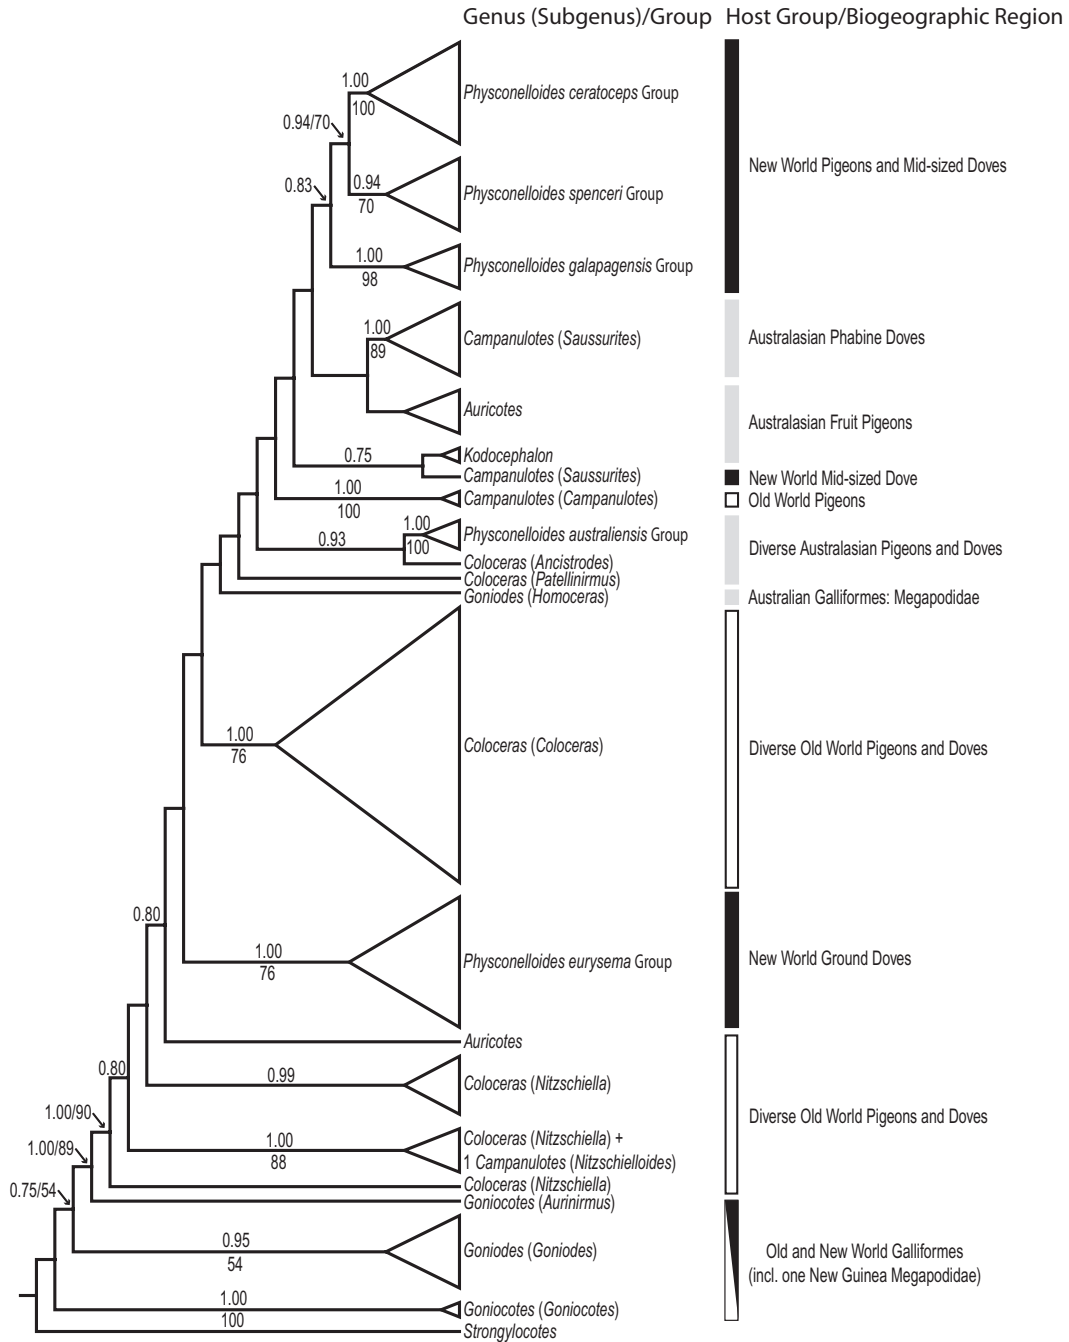 Genus (Subgenus)/Group Host Group/Biogeographic Region
1.00
100
Physconelloides ceratoceps Group
0.94/70
New World Pigeons and Mid-sized Doves
0.83
0.94
70
Physconelloides spenceri Group
1.00
98
Physconelloides galapagensis Group
1.00
89
Campanulotes (Saussurites)
Australasian Phabine Doves
Auricotes
Australasian Fruit Pigeons
0.75
Kodocephalon
Campanulotes (Saussurites)
New World Mid-sized Dove
1.00
100
Campanulotes (Campanulotes)
Old World Pigeons
0.93
1.00
100
Physconelloides australiensis Group
Diverse Australasian Pigeons and Doves
Coloceras (Ancistrodes)
Coloceras (Patellinirmus)
Goniodes (Homoceras)
Australian Galliformes: Megapodidae
1.00
76
Coloceras (Coloceras)
Diverse Old World Pigeons and Doves
0.80
1.00
76
Physconelloides eurysema Group
New World Ground Doves
Auricotes
0.80
0.99
Coloceras (Nitzschiella)
Diverse Old World Pigeons and Doves
1.00/90
1.00
88
Coloceras (Nitzschiella) +
1 Campanulotes (Nitzschielloides)
1.00/89
Coloceras (Nitzschiella)
0.75/54
Goniocotes (Aurinirmus)
0.95
54
Goniodes (Goniodes)
Old and New World Galliformes
(incl. one New Guinea Megapodidae)
1.00
100
Goniocotes (Goniocotes)
Strongylocotes